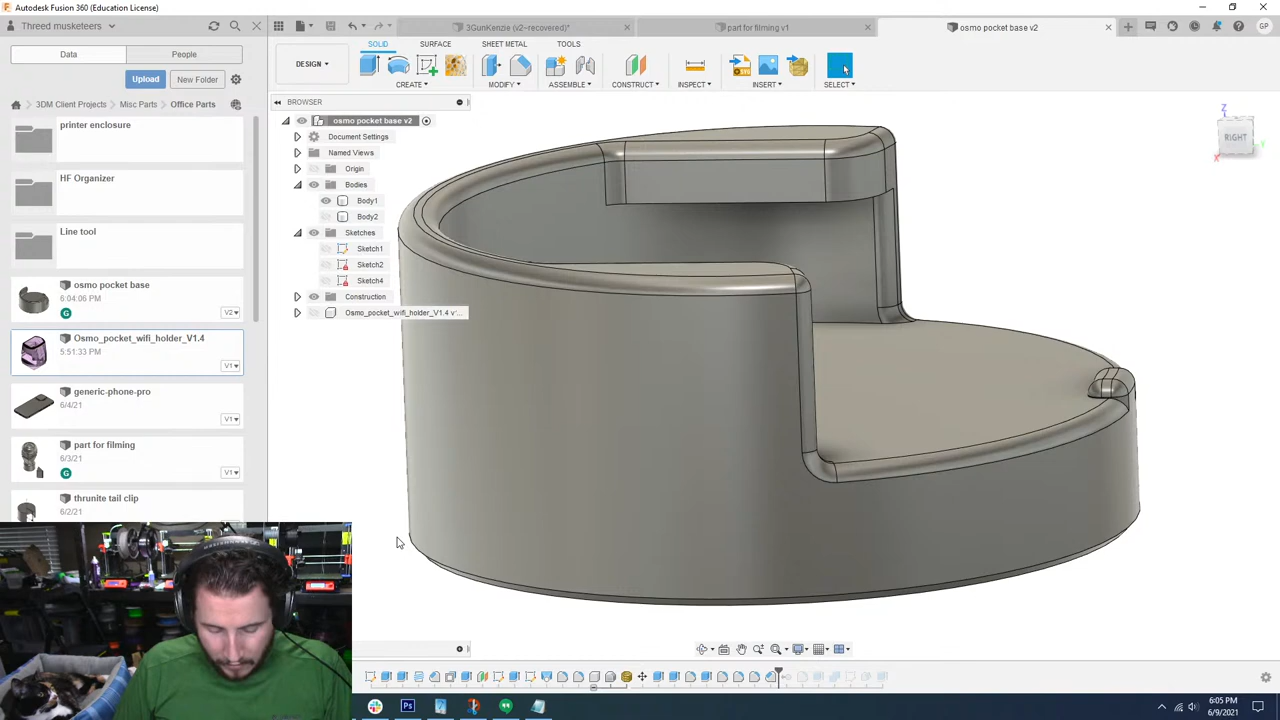 Autodesk Fusion 360 (Education License)
Threed musketeers
3GunKenzie (v2~recovered)*
part for filming v1
osmo pocket base v2
GP
Data
People
Upload
New Folder
3DM Client Projects
Misc Parts
Office Parts
DESIGN
SOLID
SURFACE
SHEET METAL
TOOLS
CREATE
MODIFY
ASSEMBLE
CONSTRUCT
INSPECT
INSERT
SELECT
BROWSER
osmo pocket base v2
Document Settings
Named Views
Origin
Bodies
Body1
Body2
Sketches
Sketch1
Sketch2
Sketch4
Construction
Osmo_pocket_wifi_holder_V1.4 v'...
printer enclosure
HF Organizer
Line tool
osmo pocket base
6:04:06 PM
G
V2
Osmo_pocket_wifi_holder_V1.4
5:51:33 PM
V1
generic-phone-pro
6/4/21
V1
part for filming
6/3/21
G
V1
thrunite tail clip
6/2/21
Z
RIGHT
X
Y
6:05 PM
6/9/2021